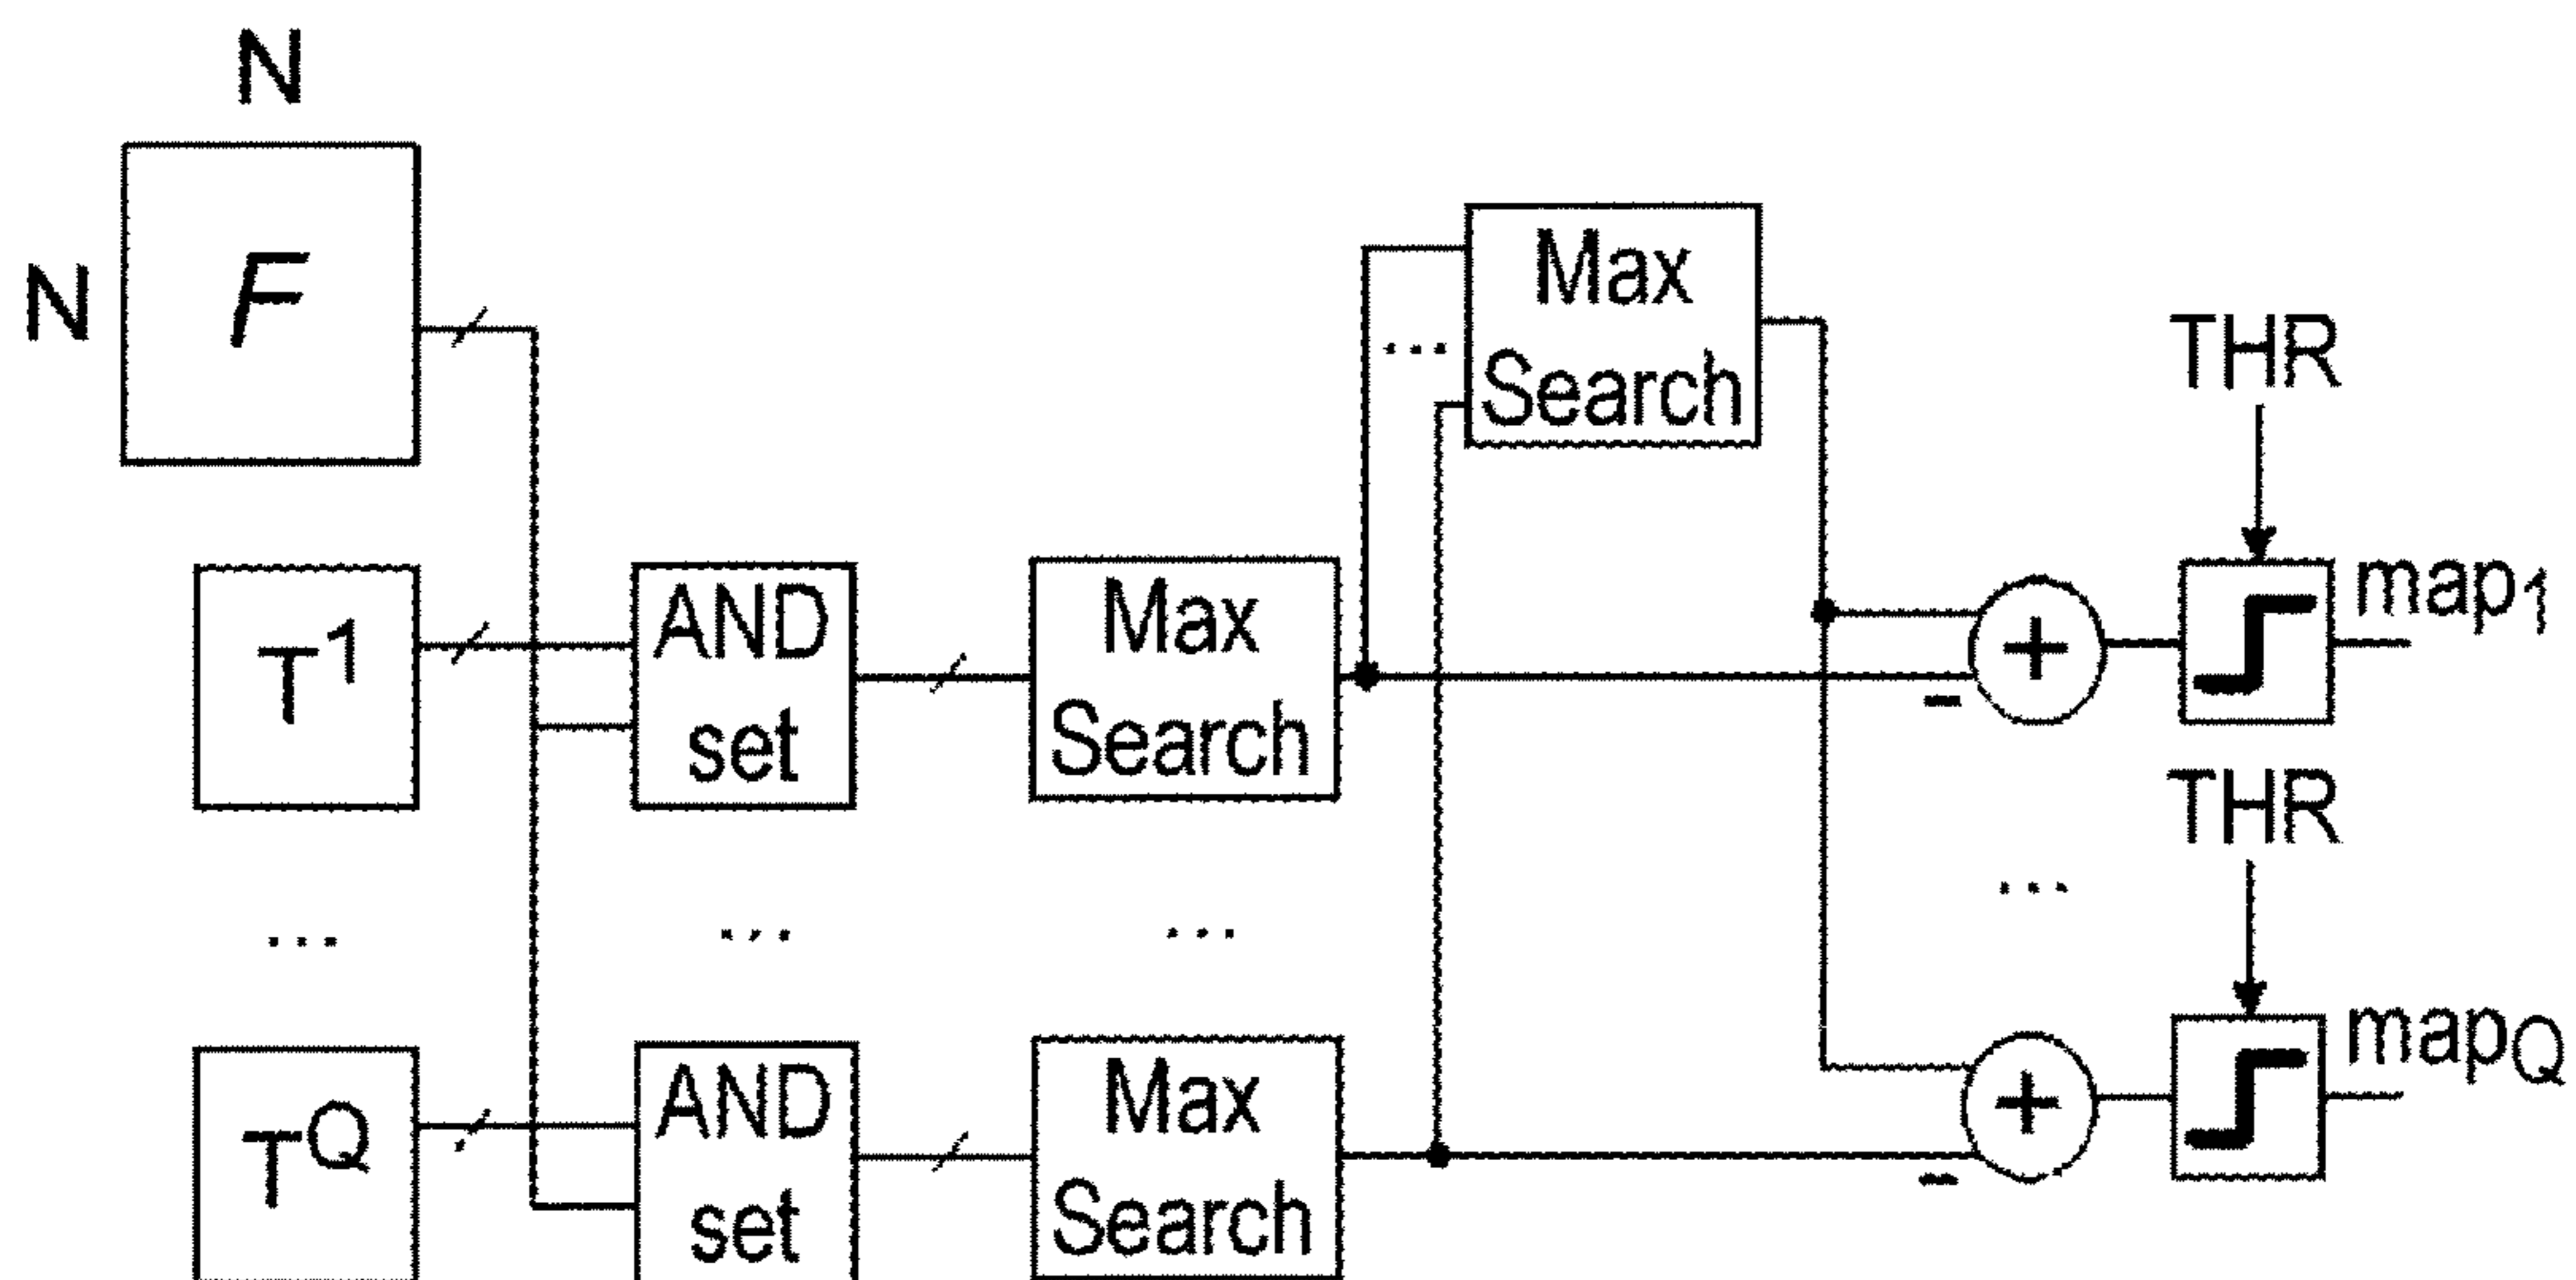 N
N
F
Max
Search
...
THR
T1
AND
set
Max
Search
+
-
map1
THR
...
...
...
...
TQ
AND
set
Max
Search
+
-
mapQ